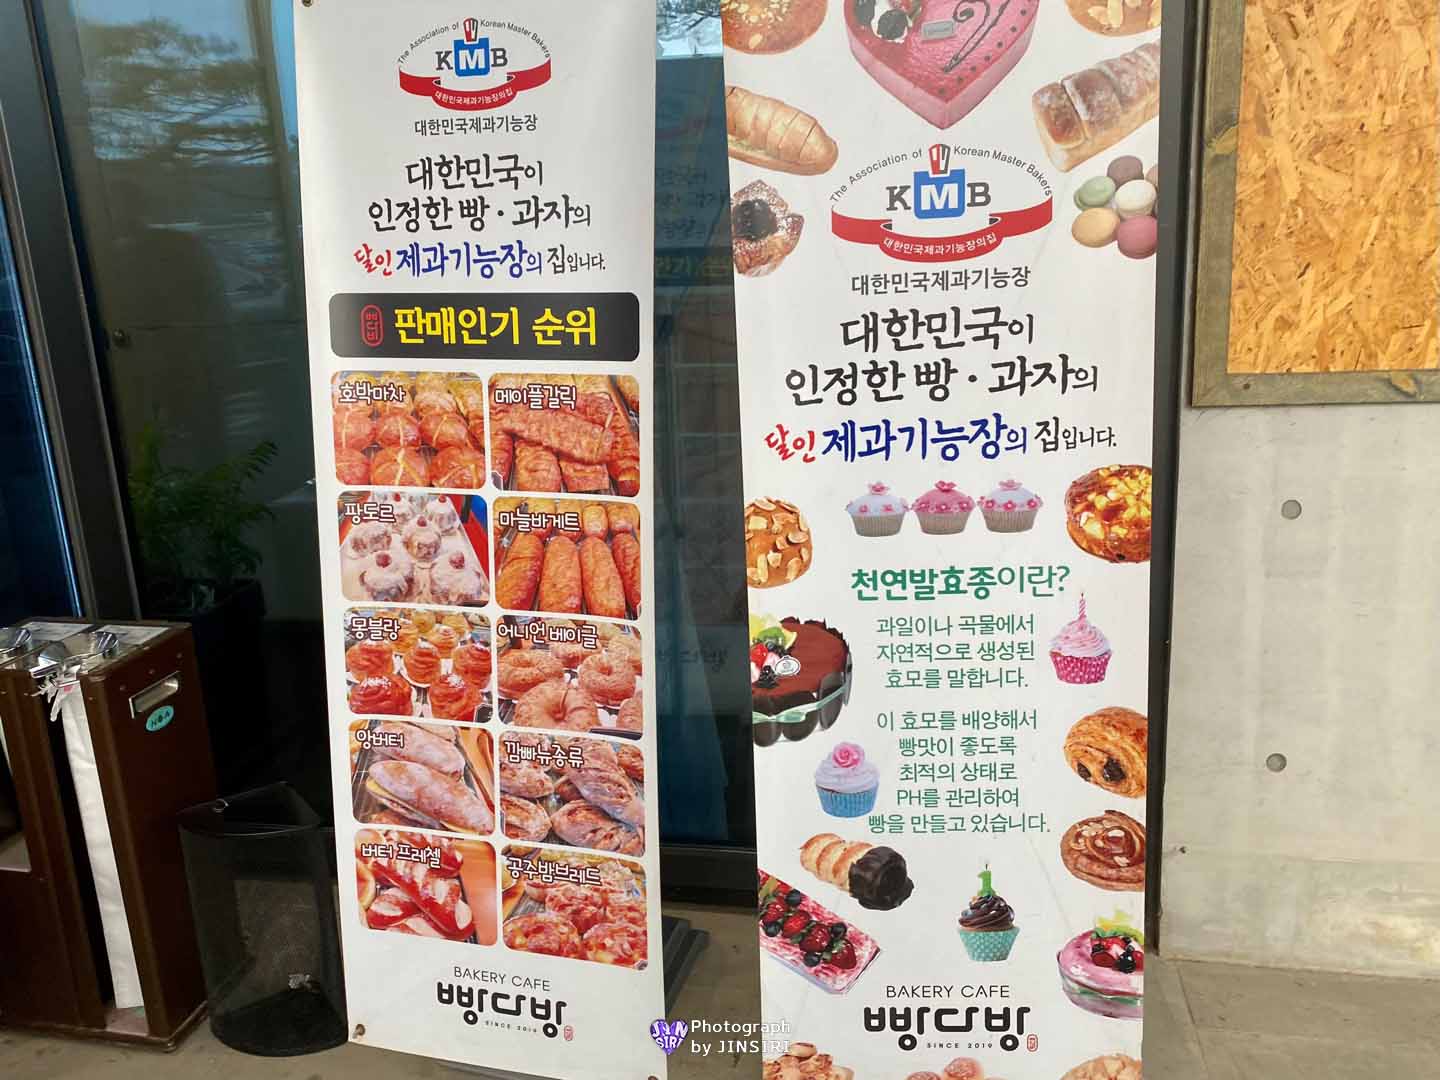 The Association of Korean Master Bakers
KMB
대한민국제과기능장의집
대한민국제과기능장
대한민국이
인정한 빵·과자의
달인 제과기능장의 집입니다.
빵다방
판매인기 순위
호박마차
메이플갈릭
팡도르
마늘바게트
몽블랑
어니언 베이글
앙버터
깜빠뉴종류
버터 프레첼
공주밤브레드
BAKERY CAFE
빵다방
SINCE 2019
The Association of Korean Master Bakers
KMB
대한민국제과기능장의집
대한민국제과기능장
대한민국이
인정한 빵·과자의
달인 제과기능장의 집입니다.
천연발효종이란?
과일이나 곡물에서
자연적으로 생성된
효모를 말합니다.
이 효모를 배양해서
빵맛이 좋도록
최적의 상태로
PH를 관리하여
빵을 만들고 있습니다.
BAKERY CAFE
빵다방
SINCE 2019
JIN
SIRI
Photograph
by JINSIRI